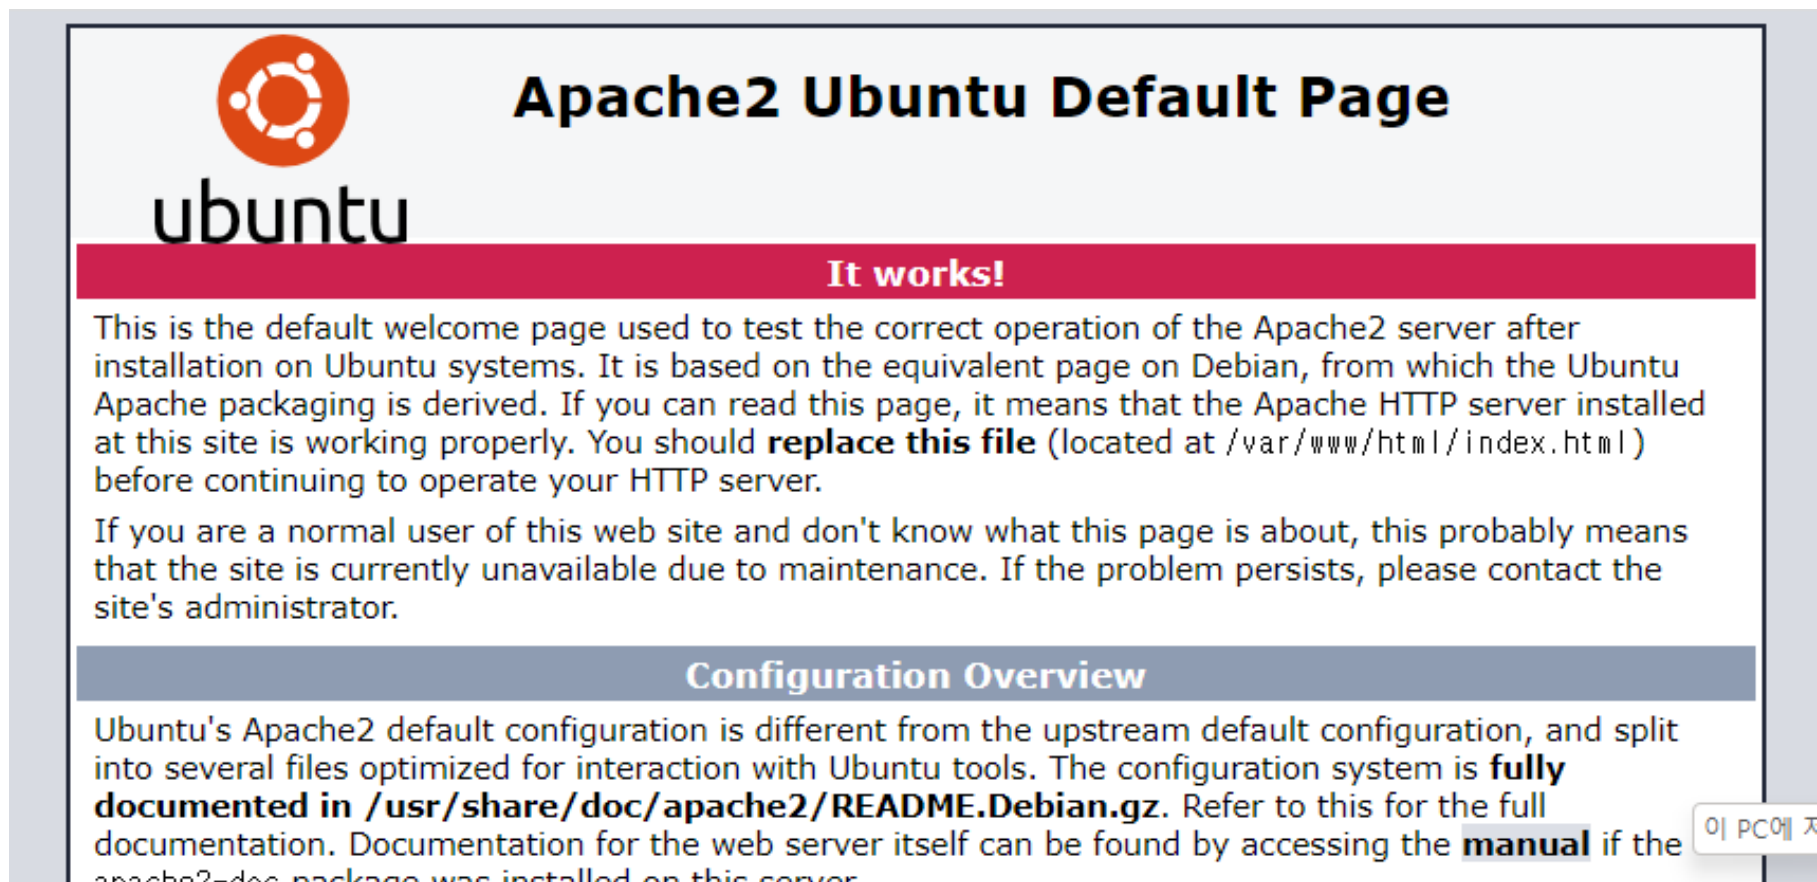 ubuntu
Apache2 Ubuntu Default Page
It works!
This is the default welcome page used to test the correct operation of the Apache2 server after
installation on Ubuntu systems. It is based on the equivalent page on Debian, from which the Ubuntu
Apache packaging is derived. If you can read this page, it means that the Apache HTTP server installed
at this site is working properly. You should replace this file (located at /var/www/html/index.html)
before continuing to operate your HTTP server.
If you are a normal user of this web site and don't know what this page is about, this probably means
that the site is currently unavailable due to maintenance. If the problem persists, please contact the
site's administrator.
Configuration Overview
Ubuntu's Apache2 default configuration is different from the upstream default configuration, and split
into several files optimized for interaction with Ubuntu tools. The configuration system is fully
documented in /usr/share/doc/apache2/README.Debian.gz. Refer to this for the full
documentation. Documentation for the web server itself can be found by accessing the manual if the
이 PC에
apache2-doc package was installed on this server.